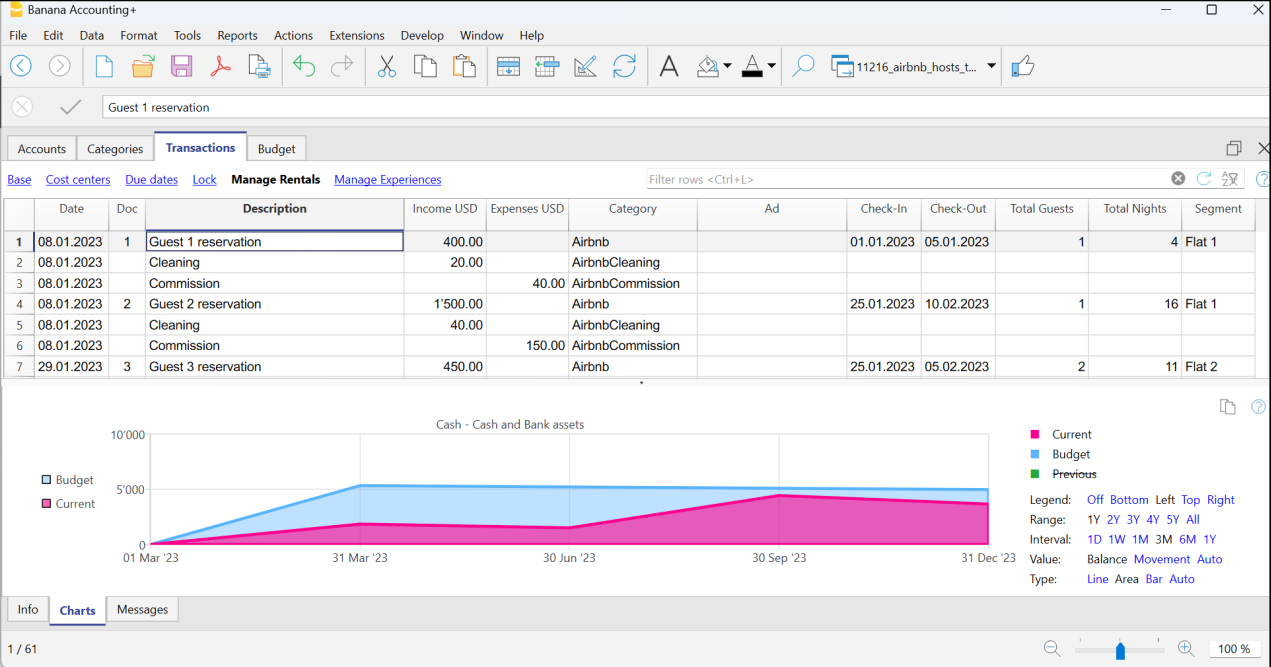 Banana Accounting+
File Edit Data Format Tools Reports Actions Extensions Develop Window Help
11216_airbnb_hosts_t...
Guest 1 reservation
Accounts Categories Transactions Budget
Base Cost centers Due dates Lock Manage Rentals Manage Experiences Filter rows <Ctrl+L>
Date Doc Description Income USD Expenses USD Category Ad Check-In Check-Out Total Guests Total Nights Segment
1 08.01.2023 1 Guest 1 reservation 400.00 Airbnb 01.01.2023 05.01.2023 1 4 Flat 1
2 08.01.2023 Cleaning 20.00 AirbnbCleaning
3 08.01.2023 Commission 40.00 AirbnbCommission
4 08.01.2023 2 Guest 2 reservation 1'500.00 Airbnb 25.01.2023 10.02.2023 1 16 Flat 1
5 08.01.2023 Cleaning 40.00 AirbnbCleaning
6 08.01.2023 Commission 150.00 AirbnbCommission
7 29.01.2023 3 Guest 3 reservation 450.00 Airbnb 25.01.2023 05.02.2023 2 11 Flat 2
Cash - Cash and Bank assets
Budget
Current
10'000
5'000
0
01 Mar '23 31 Mar '23 30 Jun '23 30 Sep '23 31 Dec '23
Current
Budget
Previous
Legend: Off Bottom Left Top Right
Range: 1Y 2Y 3Y 4Y 5Y All
Interval: 1D 1W 1M 3M 6M 1Y
Value: Balance Movement Auto
Type: Line Area Bar Auto
Info Charts Messages
1 / 61
100 %